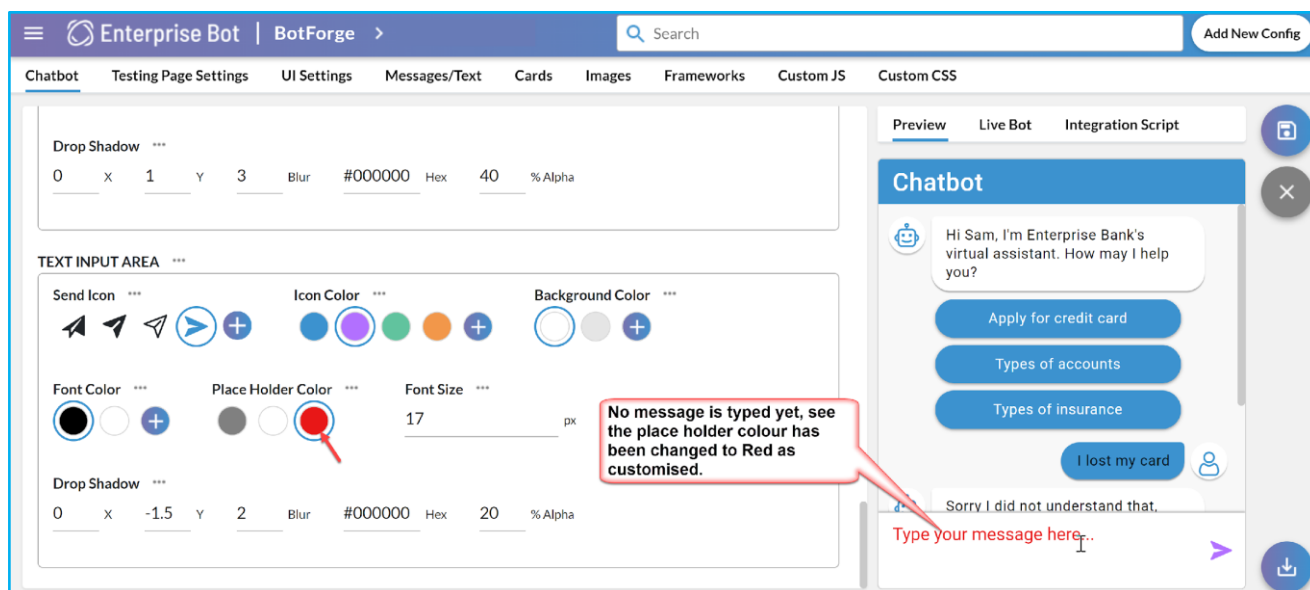 Enterprise Bot | BotForge >
Search
Add New Config
Chatbot Testing Page Settings UI Settings Messages/Text Cards Images Frameworks Custom JS Custom CSS
Drop Shadow ...
0 X 1 Y 3 Blur #000000 Hex 40 % Alpha
TEXT INPUT AREA ...
Send Icon ... Icon Color ... Background Color ...
Font Color ... Place Holder Color ... Font Size ...
17 px
Drop Shadow ...
0 X -1.5 Y 2 Blur #000000 Hex 20 % Alpha
No message is typed yet, see
the place holder colour has
been changed to Red as
customised.
Preview Live Bot Integration Script
Chatbot
Hi Sam, I'm Enterprise Bank's
virtual assistant. How may I help
you?
Apply for credit card
Types of accounts
Types of insurance
I lost my card
Sorry I did not understand that,
Type your message here...